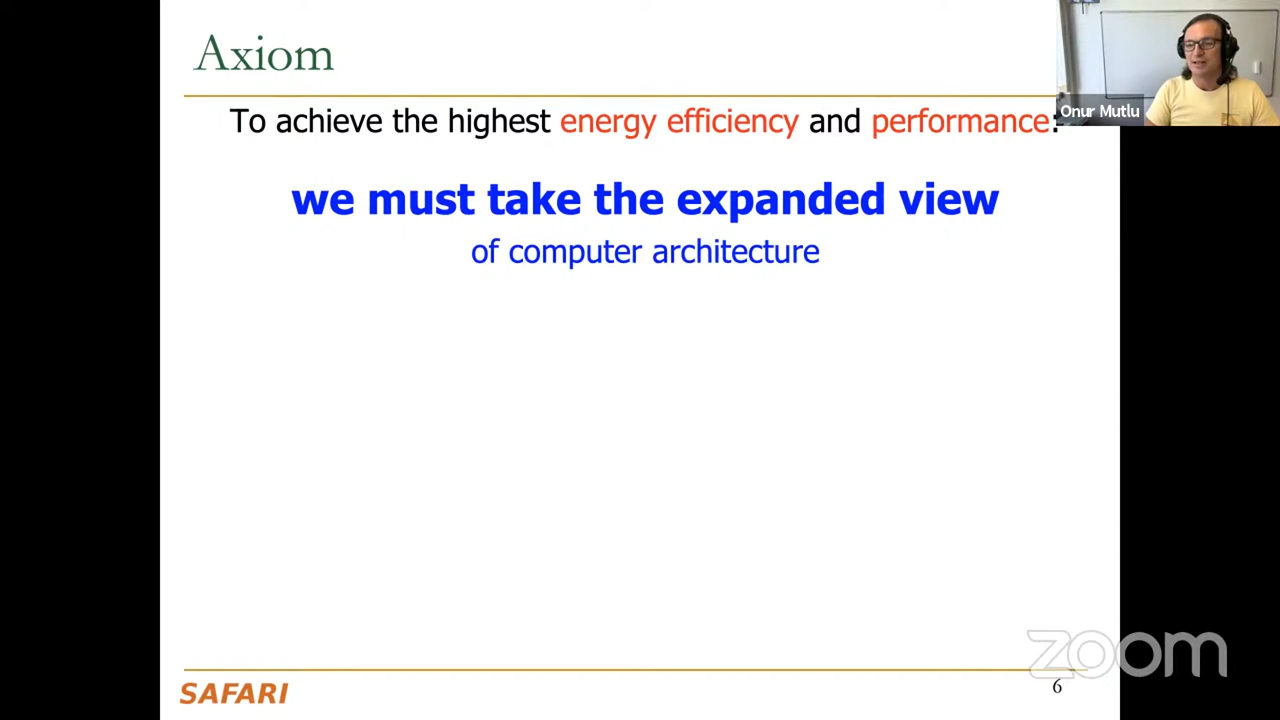 Axiom
Onur Mutlu
To achieve the highest energy efficiency and performance:
we must take the expanded view
of computer architecture
zoom
SAFARI
6